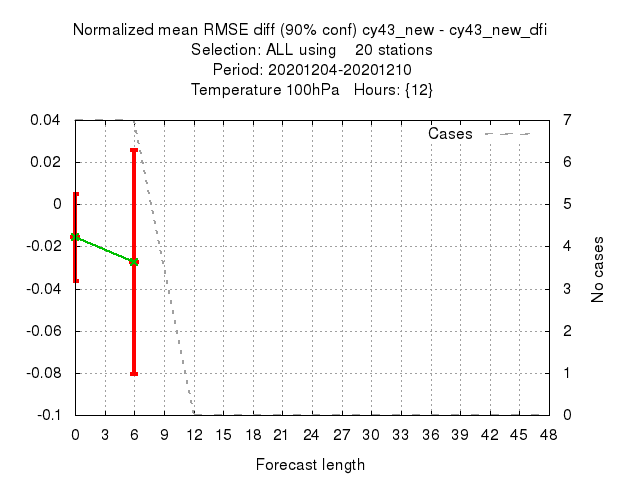 Normalized mean RMSE diff (90% conf) cy43_new - cy43_new_dfi
Selection: ALL using 20 stations
Period: 20201204-20201210
Temperature 100hPa Hours: {12}
Cases
0.04
0.02
0
-0.02
-0.04
-0.06
-0.08
-0.1
7
6
5
4
3
2
1
0
No cases
0 3 6 9 12 15 18 21 24 27 30 33 36 39 42 45 48
Forecast length